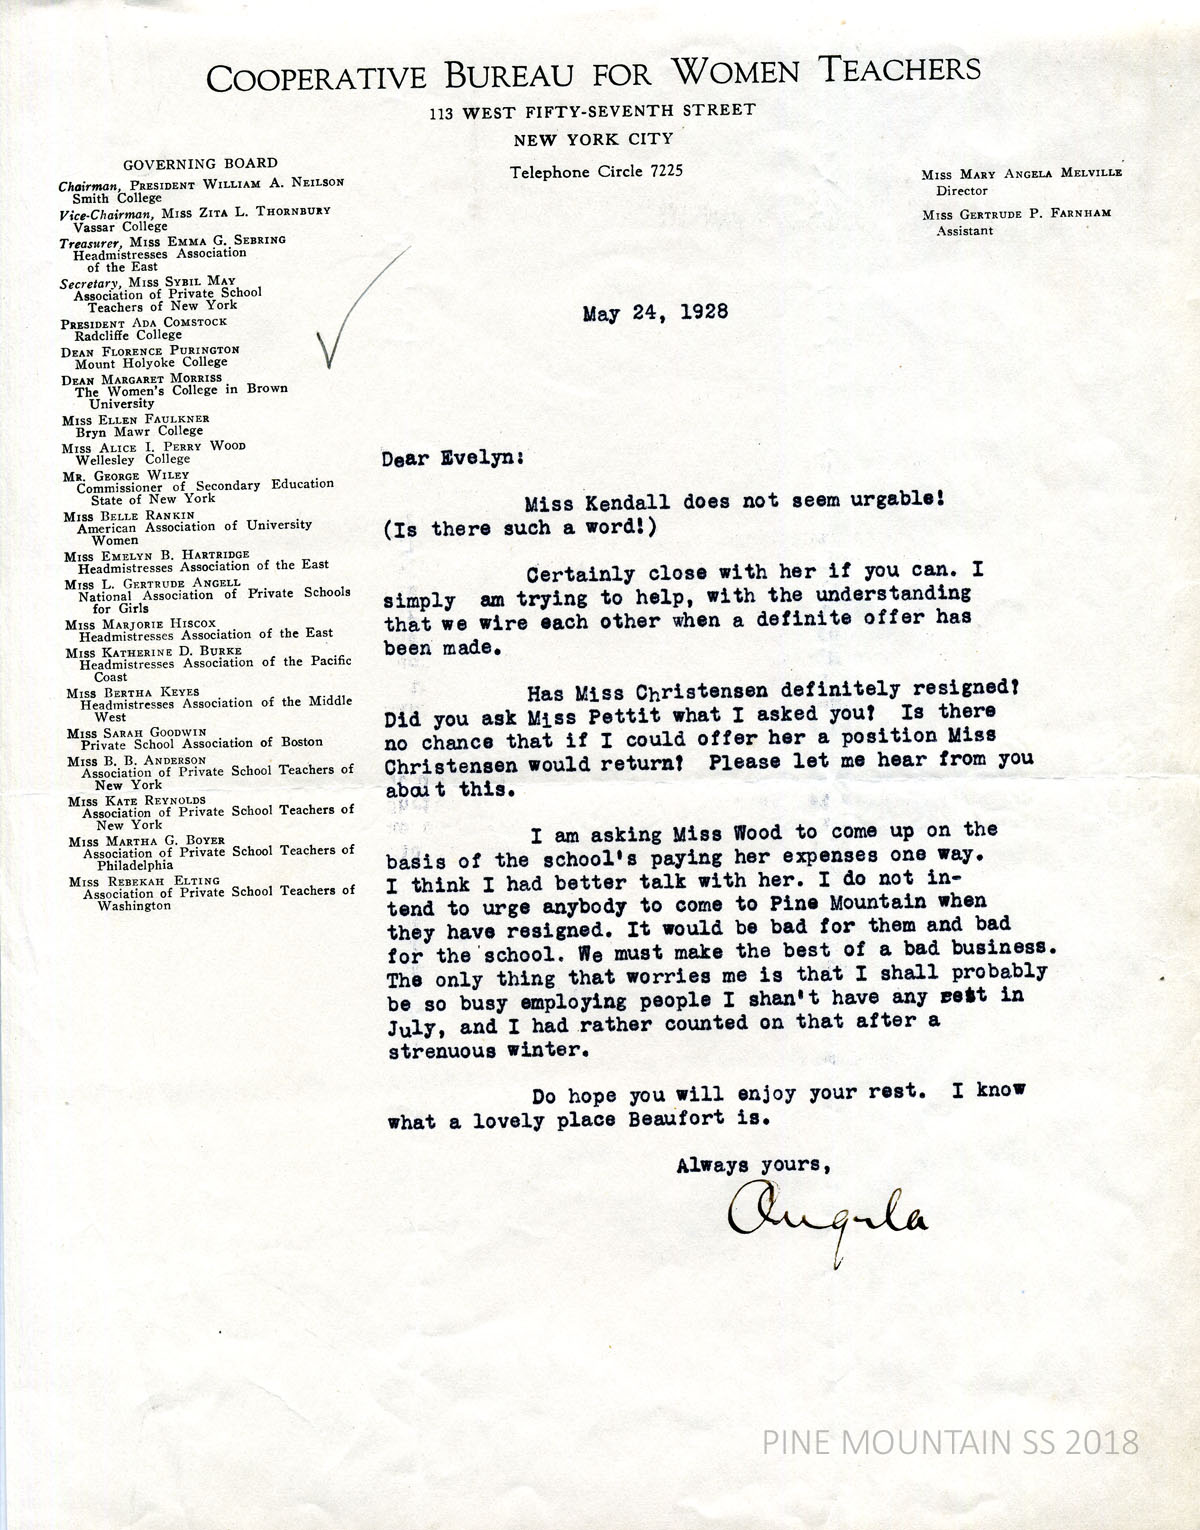 COOPERATIVE BUREAU FOR WOMEN TEACHERS
113 WEST FIFTY-SEVENTH STREET
NEW YORK CITY
Telephone Circle 7225
GOVERNING BOARD
Chairman, PRESIDENT WILLIAM A. NEILSON
Smith College
Vice-Chairman, MISS ZITA L. THORNBURY
Vassar College
Treasurer, MISS EMMA G. SEBRING
Headmistresses Association
of the East
Secretary, MISS SYBIL MAY
Association of Private School
Teachers of New York
PRESIDENT ADA COMSTOCK
Radcliffe College
DEAN FLORENCE PURINGTON
Mount Holyoke College
DEAN MARGARET MORRISS
The Women's College in Brown
University
MISS ELLEN FAULKNER
Bryn Mawr College
MISS ALICE I. PERRY WOOD
Wellesley College
MR. GEORGE WILEY
Commissioner of Secondary Education
State of New York
MISS BELLE RANKIN
American Association of University
Women
MISS EMELYN B. HARTRIDGE
Headmistresses Association of the East
MISS L. GERTRUDE ANGELL
National Association of Private Schools
for Girls
MISS MARJORIE HISCOX
Headmistresses Association of the East
MISS KATHERINE D. BURKE
Headmistresses Association of the Pacific
Coast
MISS BERTHA KEYES
Headmistresses Association of the Middle
West
MISS SARAH GOODWIN
Private School Association of Boston
MISS B. B. ANDERSON
Association of Private School Teachers of
New York
MISS KATE REYNOLDS
Association of Private School Teachers of
New York
MISS MARTHA G. BOYER
Association of Private School Teachers of
Philadelphia
MISS REBEKAH ELTING
Association of Private School Teachers of
Washington
MISS MARY ANGELA MELVILLE
Director
MISS GERTRUDE P. FARNHAM
Assistant
May 24, 1928
Dear Evelyn:
Miss Kendall does not seem urgable!
(Is there such a word!)
Certainly close with her if you can. I
simply am trying to help, with the understanding
that we wire each other when a definite offer has
been made.
Has Miss Christensen definitely resigned?
Did you ask Miss Pettit what I asked you? Is there
no chance that if I could offer her a position Miss
Christensen would return? Please let me hear from you
about this.
I am asking Miss Wood to come up on the
basis of the school's paying her expenses one way.
I think I had better talk with her. I do not in-
tend to urge anybody to come to Pine Mountain when
they have resigned. It would be bad for them and bad
for the school. We must make the best of a bad business.
The only thing that worries me is that I shall probably
be so busy employing people I shan't have any rest in
July, and I had rather counted on that after a
strenuous winter.
Do hope you will enjoy your rest. I know
what a lovely place Beaufort is.
Always yours,
Angela
PINE MOUNTAIN SS 2018